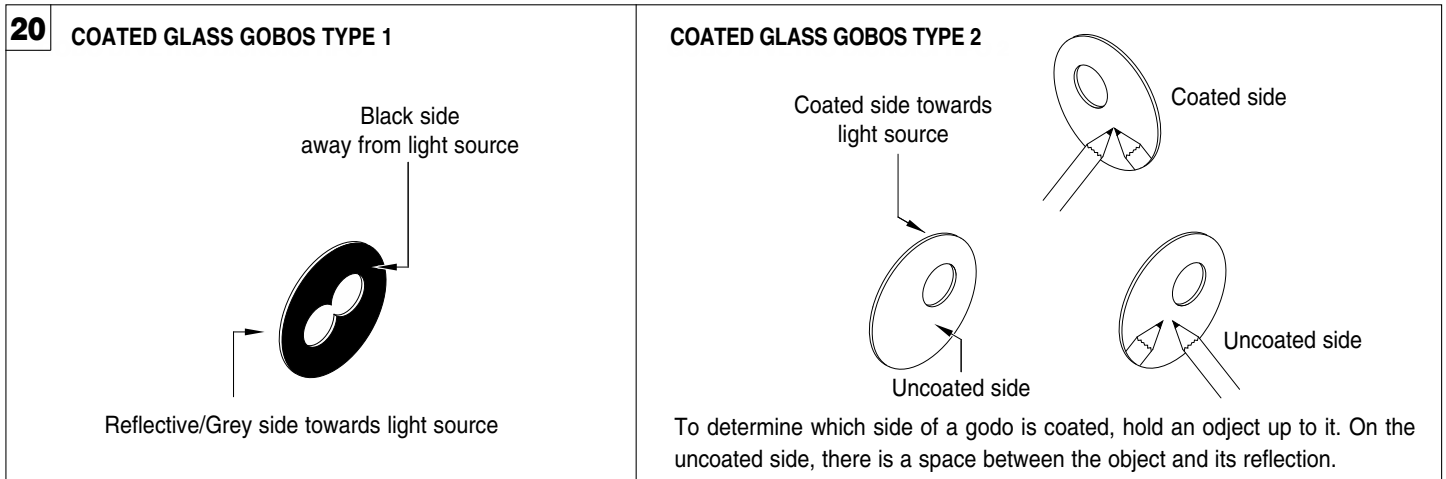 20
COATED GLASS GOBOS TYPE 1
Black side
away from light source
Reflective/Grey side towards light source
COATED GLASS GOBOS TYPE 2
Coated side towards
light source
Coated side
Uncoated side
Uncoated side
To determine which side of a godo is coated, hold an odject up to it. On the
uncoated side, there is a space between the object and its reflection.